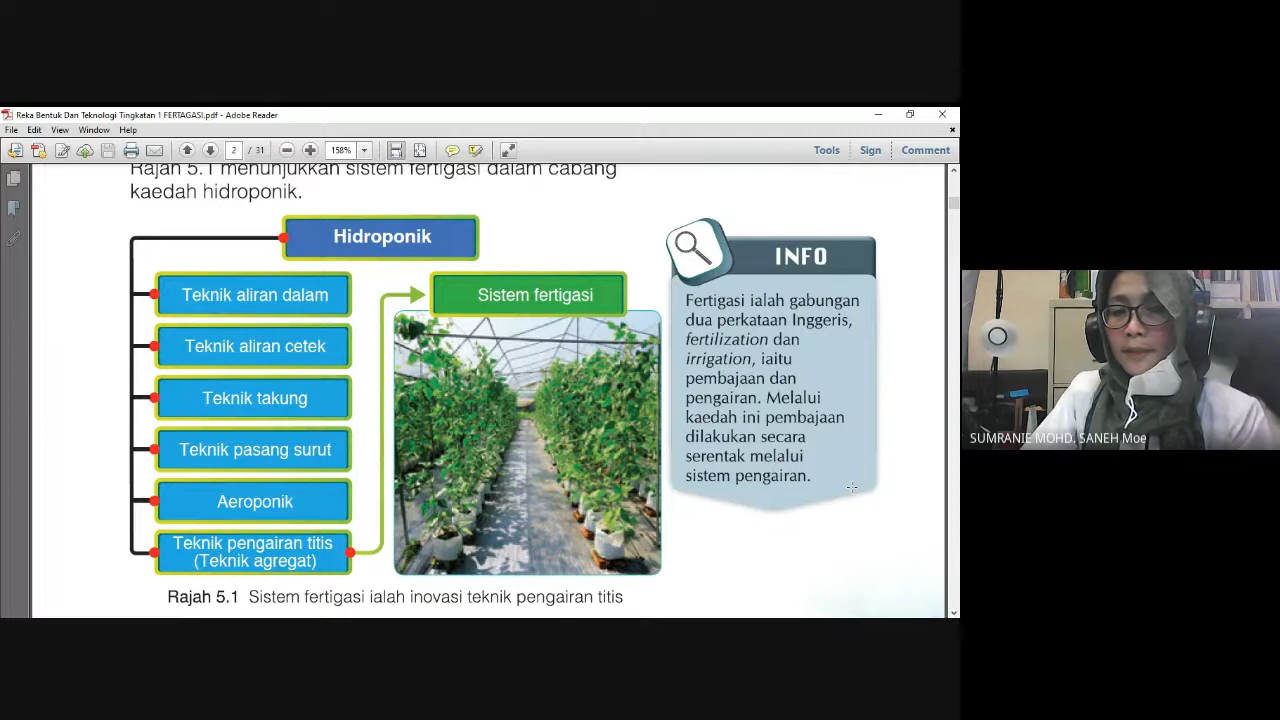 Reka Bentuk Dan Teknologi Tingkatan 1 FERTAGASI.pdf - Adobe Reader
File Edit View Window Help
2 / 31 158% Tools Sign Comment
Rajah 5.1 menunjukkan sistem fertigasi dalam cabang
kaedah hidroponik.
Hidroponik
Teknik aliran dalam
Teknik aliran cetek
Teknik takung
Teknik pasang surut
Aeroponik
Teknik pengairan titis
(Teknik agregat)
Sistem fertigasi
Rajah 5.1 Sistem fertigasi ialah inovasi teknik pengairan titis
INFO
Fertigasi ialah gabungan
dua perkataan Inggeris,
fertilization dan
irrigation, iaitu
pembajaan dan
pengairan. Melalui
kaedah ini pembajaan
dilakukan secara
serentak melalui
sistem pengairan.
SUMRANIE MOHD. SANEH Moe